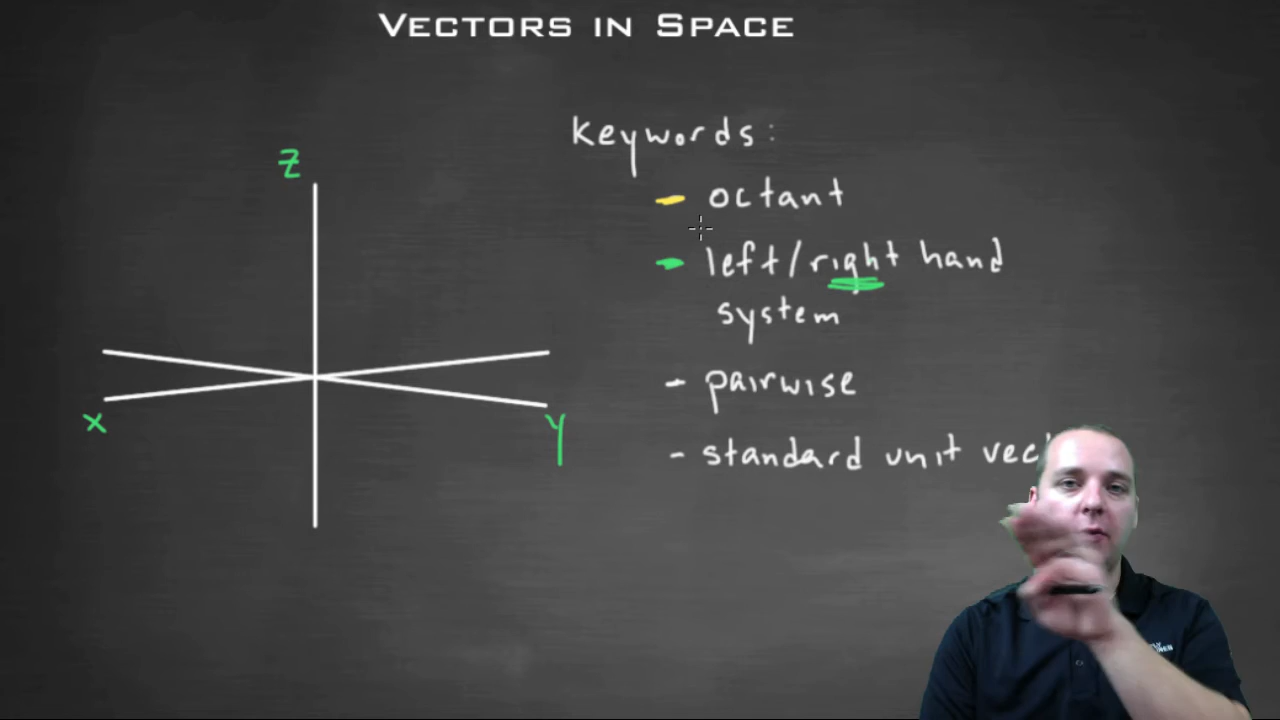 VECTORS IN SPACE
keywords:
- octant
- left/right hand
system
- pairwise
- standard unit vec
z
x
y